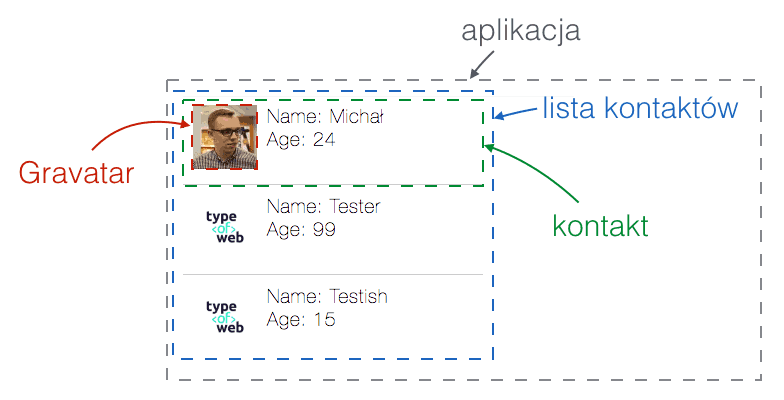 aplikacja
lista kontaktów
Name: Michał
Age: 24
Gravatar
kontakt
type
<of>
web
Name: Tester
Age: 99
type
<of>
web
Name: Testish
Age: 15